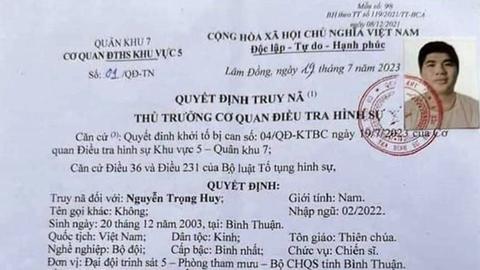 Mẫu số: 98
BH theo TT số 119/2021/TT-BCA
ngày 08/12/2021
QUÂN KHU 7
CƠ QUAN ĐTHS KHU VỰC 5
Số: 01 /QĐ-TN
CỘNG HÒA XÃ HỘI CHỦ NGHĨA VIỆT NAM
Độc lập - Tự do - Hạnh phúc
Lâm Đồng, ngày 19 tháng 7 năm 2023
QUYẾT ĐỊNH TRUY NÃ (1)
THỦ TRƯỞNG CƠ QUAN ĐIỀU TRA HÌNH SỰ
Căn cứ (3): Quyết định khởi tố bị can số: 04/QĐ-KTBC ngày 19/7/2023 của Cơ
quan Điều tra hình sự Khu vực 5 – Quân khu 7;
Căn cứ Điều 36 và Điều 231 của Bộ luật Tố tụng hình sự,
QUYẾT ĐỊNH:
Truy nã đối với: Nguyễn Trọng Huy; Giới tính: Nam.
Tên gọi khác: Không; Nhập ngũ: 02/2022.
Sinh ngày: 20 tháng 12 năm 2003, tại: Bình Thuận.
Quốc tịch: Việt Nam; Dân tộc: Kinh; Tôn giáo: Thiên chúa.
Nghề nghiệp: Bộ đội; Cấp bậc: Binh nhất; Chức vụ: Chiến sĩ.
Đơn vị: Đại đội trinh sát 5 – Phòng tham mưu – Bộ CHQS tỉnh Bình Thuận.